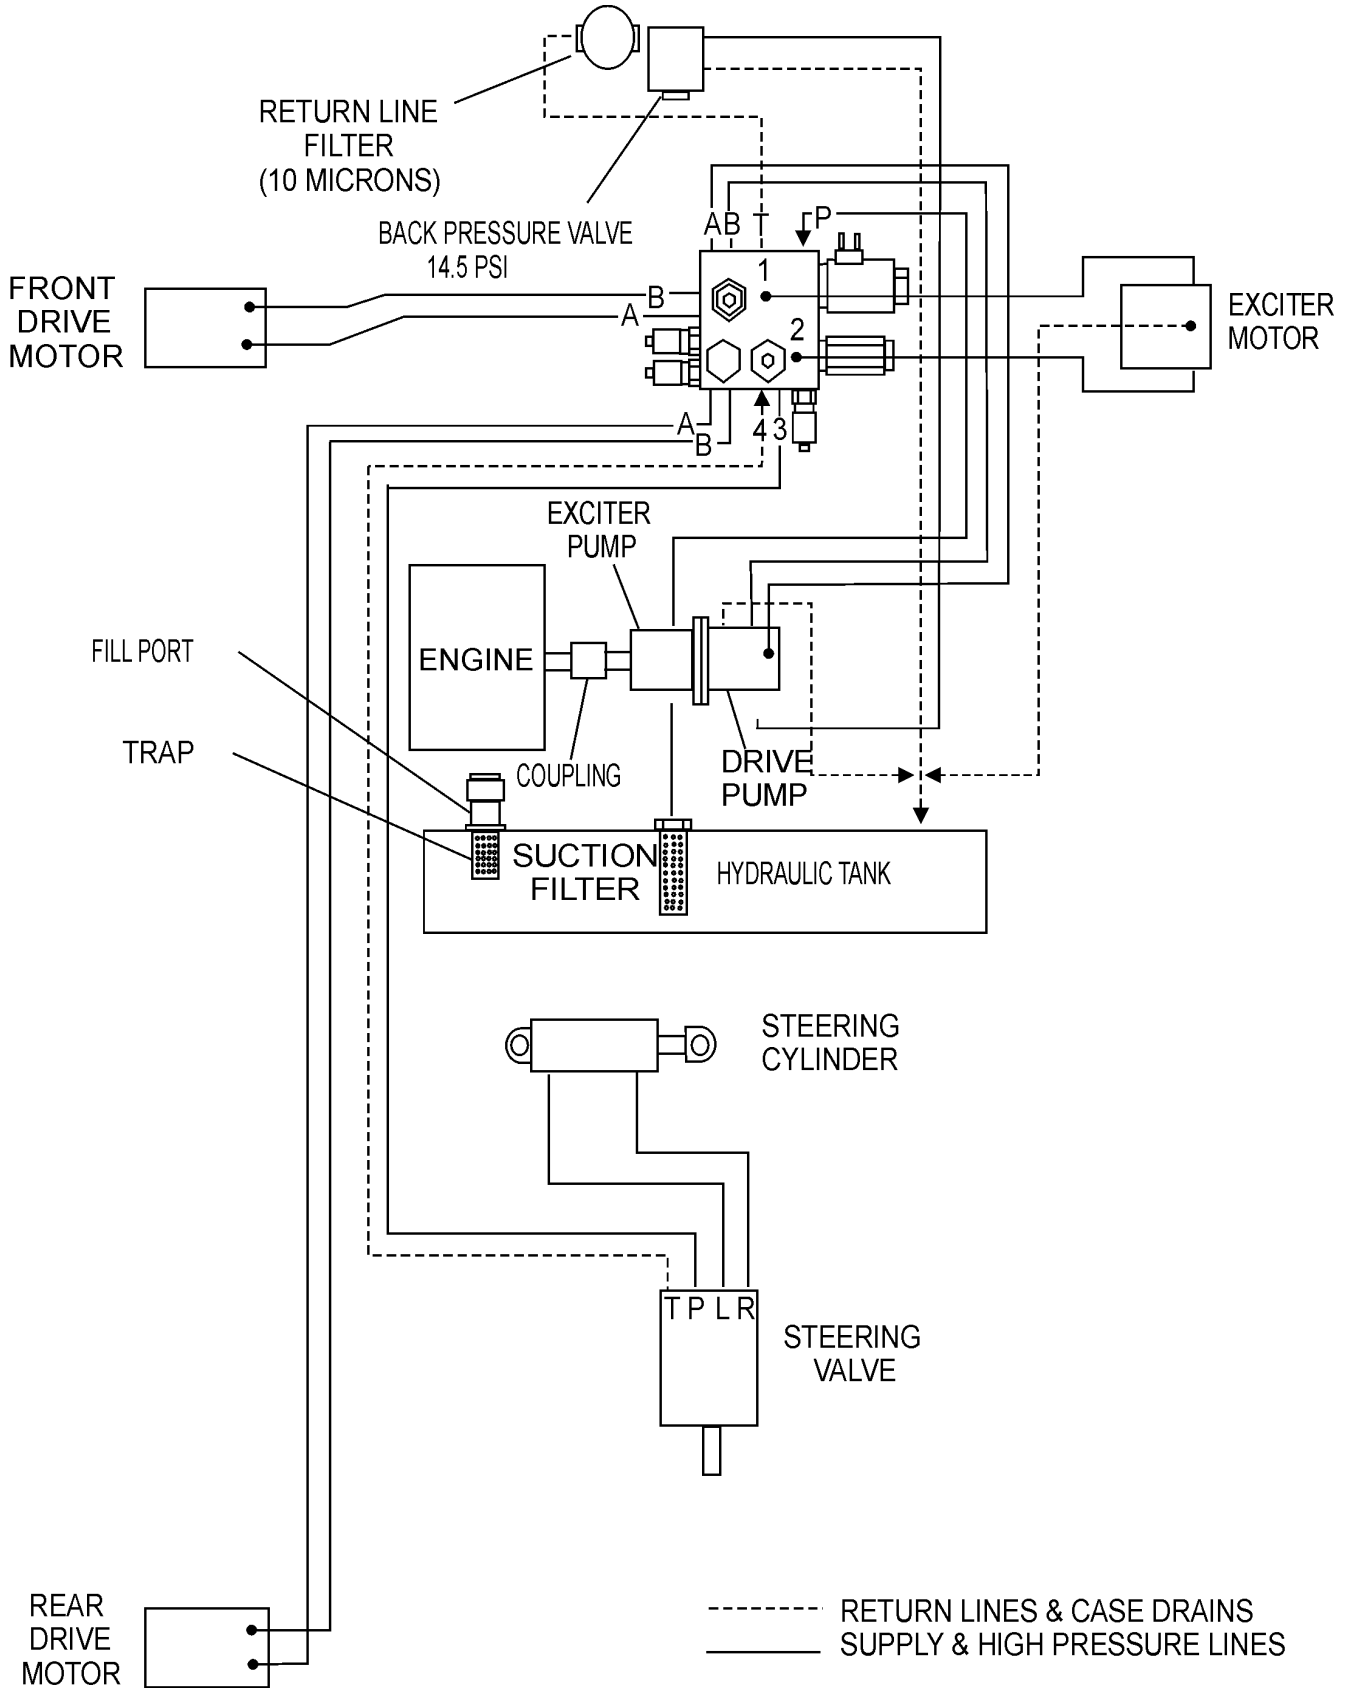 RETURN LINE
FILTER
(10 MICRONS)
BACK PRESSURE VALVE
14.5 PSI
A B T P
FRONT
DRIVE
MOTOR
B
A
1
2
EXCITER
MOTOR
A
B
4 3
EXCITER
PUMP
ENGINE
FILL PORT
TRAP
COUPLING
DRIVE
PUMP
SUCTION
FILTER
HYDRAULIC TANK
STEERING
CYLINDER
T P L R
STEERING
VALVE
REAR
DRIVE
MOTOR
RETURN LINES & CASE DRAINS
SUPPLY & HIGH PRESSURE LINES